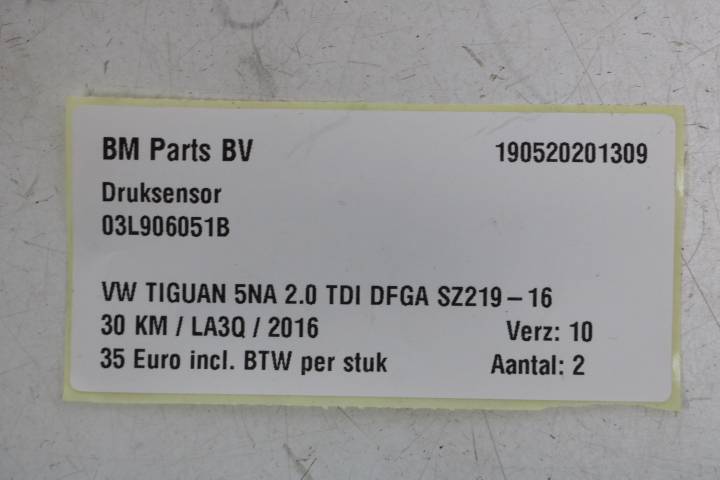 BM Parts BV 190520201309
Druksensor
03L906051B
VW TIGUAN 5NA 2.0 TDI DFGA SZ219 – 16
30 KM / LA3Q / 2016 Verz: 10
35 Euro incl. BTW per stuk Aantal: 2